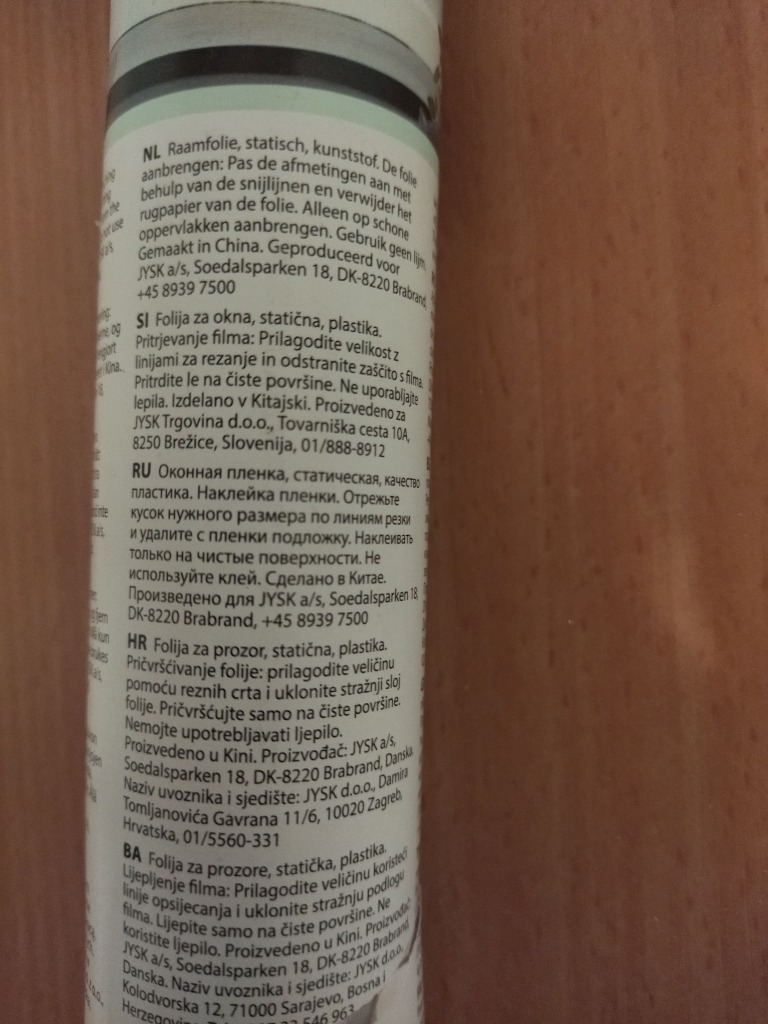 NL Raamfolie, statisch, kunststof. De folie
aanbrengen: Pas de afmetingen aan met
behulp van de snijlijnen en verwijder het
rugpapier van de folie. Alleen op schone
oppervlakken aanbrengen. Gebruik geen lijm.
Gemaakt in China. Geproduceerd voor
JYSK a/s, Soedalsparken 18, DK-8220 Brabrand,
+45 8939 7500
SI Folija za okna, statična, plastika.
Pritrjevanje filma: Prilagodite velikost z
linijami za rezanje in odstranite zaščito s filma.
Pritrdite le na čiste površine. Ne uporabljajte
lepila. Izdelano v Kitajski. Proizvedeno za
JYSK Trgovina d.o.o., Tovarniška cesta 10A,
8250 Brežice, Slovenija, 01/888-8912
RU Оконная пленка, статическая, качество
пластика. Наклейка пленки. Отрежьте
кусок нужного размера по линиям резки
и удалите с пленки подложку. Наклеивать
только на чистые поверхности. Не
используйте клей. Сделано в Китае.
Произведено для JYSK a/s, Soedalsparken 18,
DK-8220 Brabrand, +45 8939 7500
HR Folija za prozor, statična, plastika.
Pričvršćivanje folije: prilagodite veličinu
pomoću reznih crta i uklonite stražnji sloj
folije. Pričvršćujte samo na čiste površine.
Nemojte upotrebljavati ljepilo.
Proizvedeno u Kini. Proizvođač: JYSK a/s,
Soedalsparken 18, DK-8220 Brabrand, Danska
Naziv uvoznika i sjedište: JYSK d.o.o., Damira
Tomljanovića Gavrana 11/6, 10020 Zagreb,
Hrvatska, 01/5560-331
BA Folija za prozore, statička, plastika.
Lijepljenje filma: Prilagodite veličinu koristeći
linije opsijecanja i uklonite stražnju podlogu
filma. Lijepite samo na čiste površine. Ne
koristite ljepilo. Proizvedeno u Kini. Proizvođač:
JYSK a/s, Soedalsparken 18, DK-8220 Brabrand,
Danska. Naziv uvoznika i sjedište: JYSK d.o.o.
Kolodvorska 12, 71000 Sarajevo, Bosna i
Herzegovina 546 963